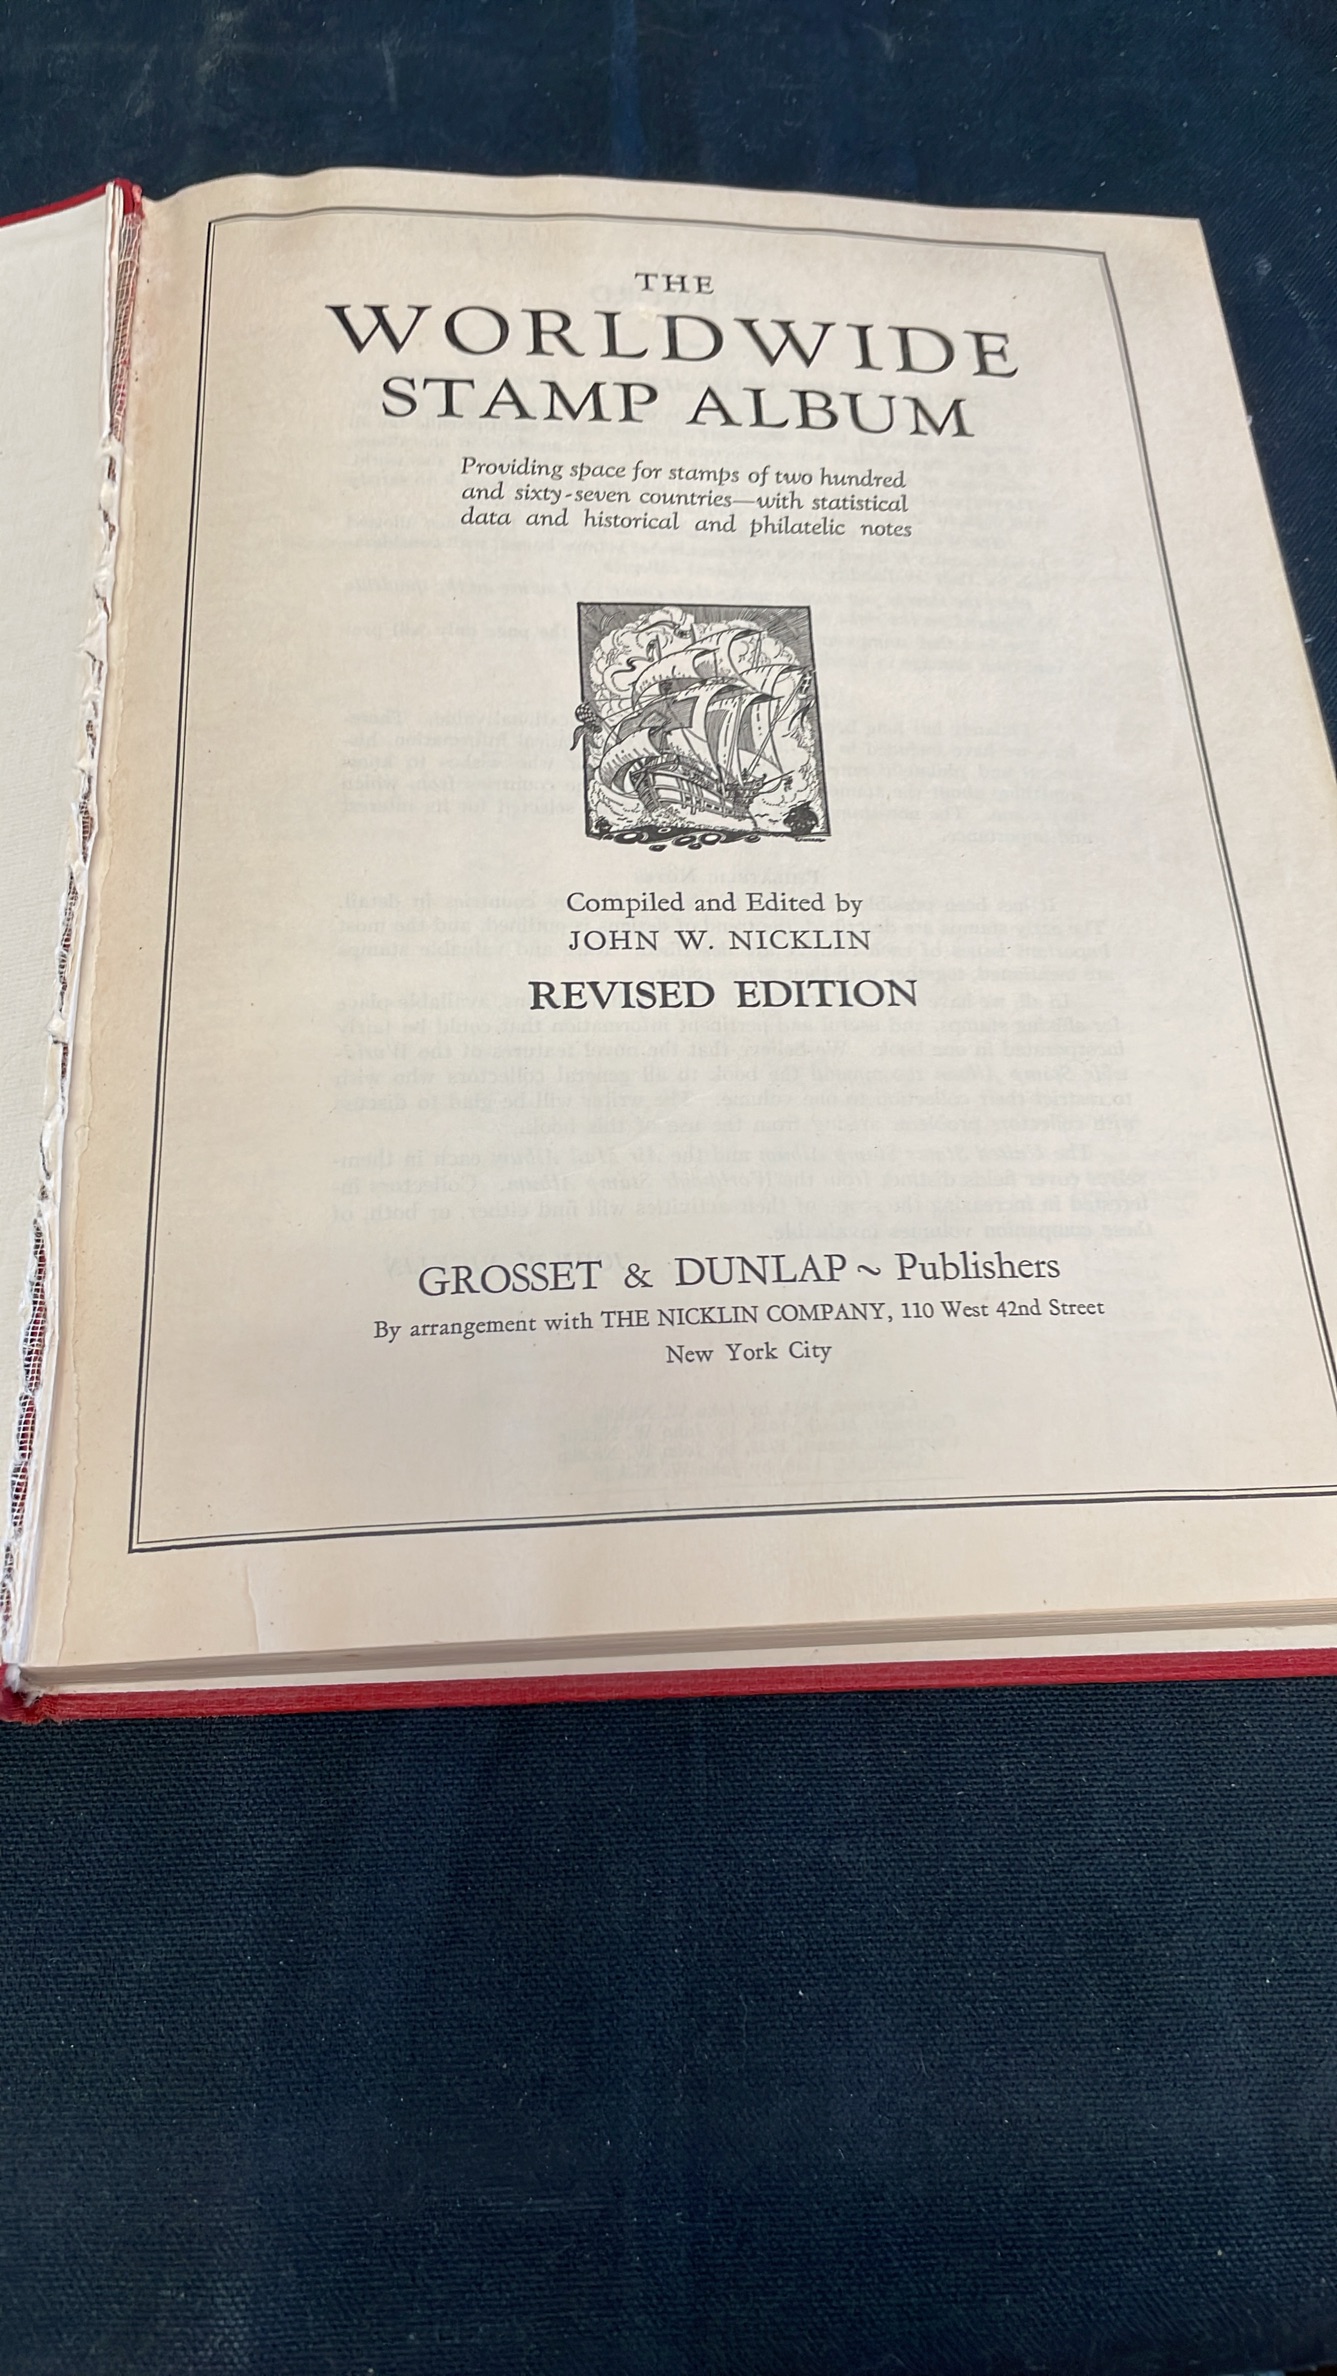 THE
WORLDWIDE
STAMP ALBUM
Providing space for stamps of two hundred
and sixty-seven countries—with statistical
data and historical and philatelic notes
Compiled and Edited by
JOHN W. NICKLIN
REVISED EDITION
GROSSET & DUNLAP ~ Publishers
By arrangement with THE NICKLIN COMPANY, 110 West 42nd Street
New York City